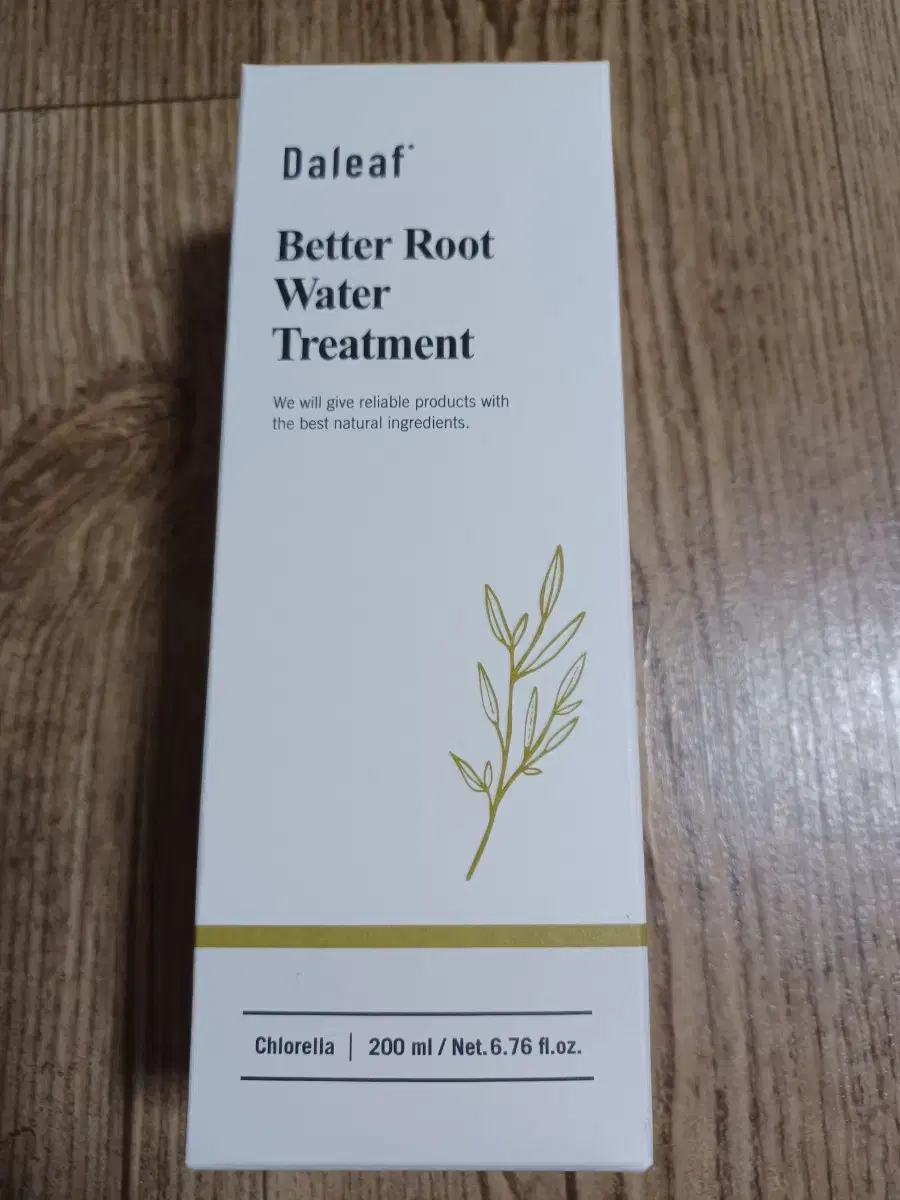 Daleaf
Better Root
Water
Treatment
We will give reliable products with
the best natural ingredients.
Chlorella | 200 ml / Net.6.76 fl.oz.